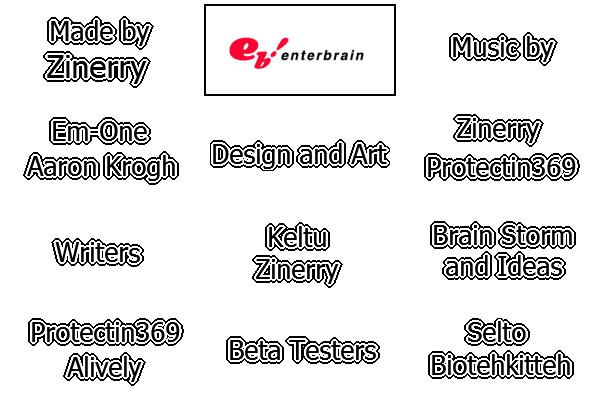 Made by
Zinerry
eb! enterbrain
Music by
Em-One
Aaron Krogh
Design and Art
Zinerry
Protectin369
Writers
Keltu
Zinerry
Brain Storm
and Ideas
Protectin369
Alively
Beta Testers
Selto
Biotehkitteh